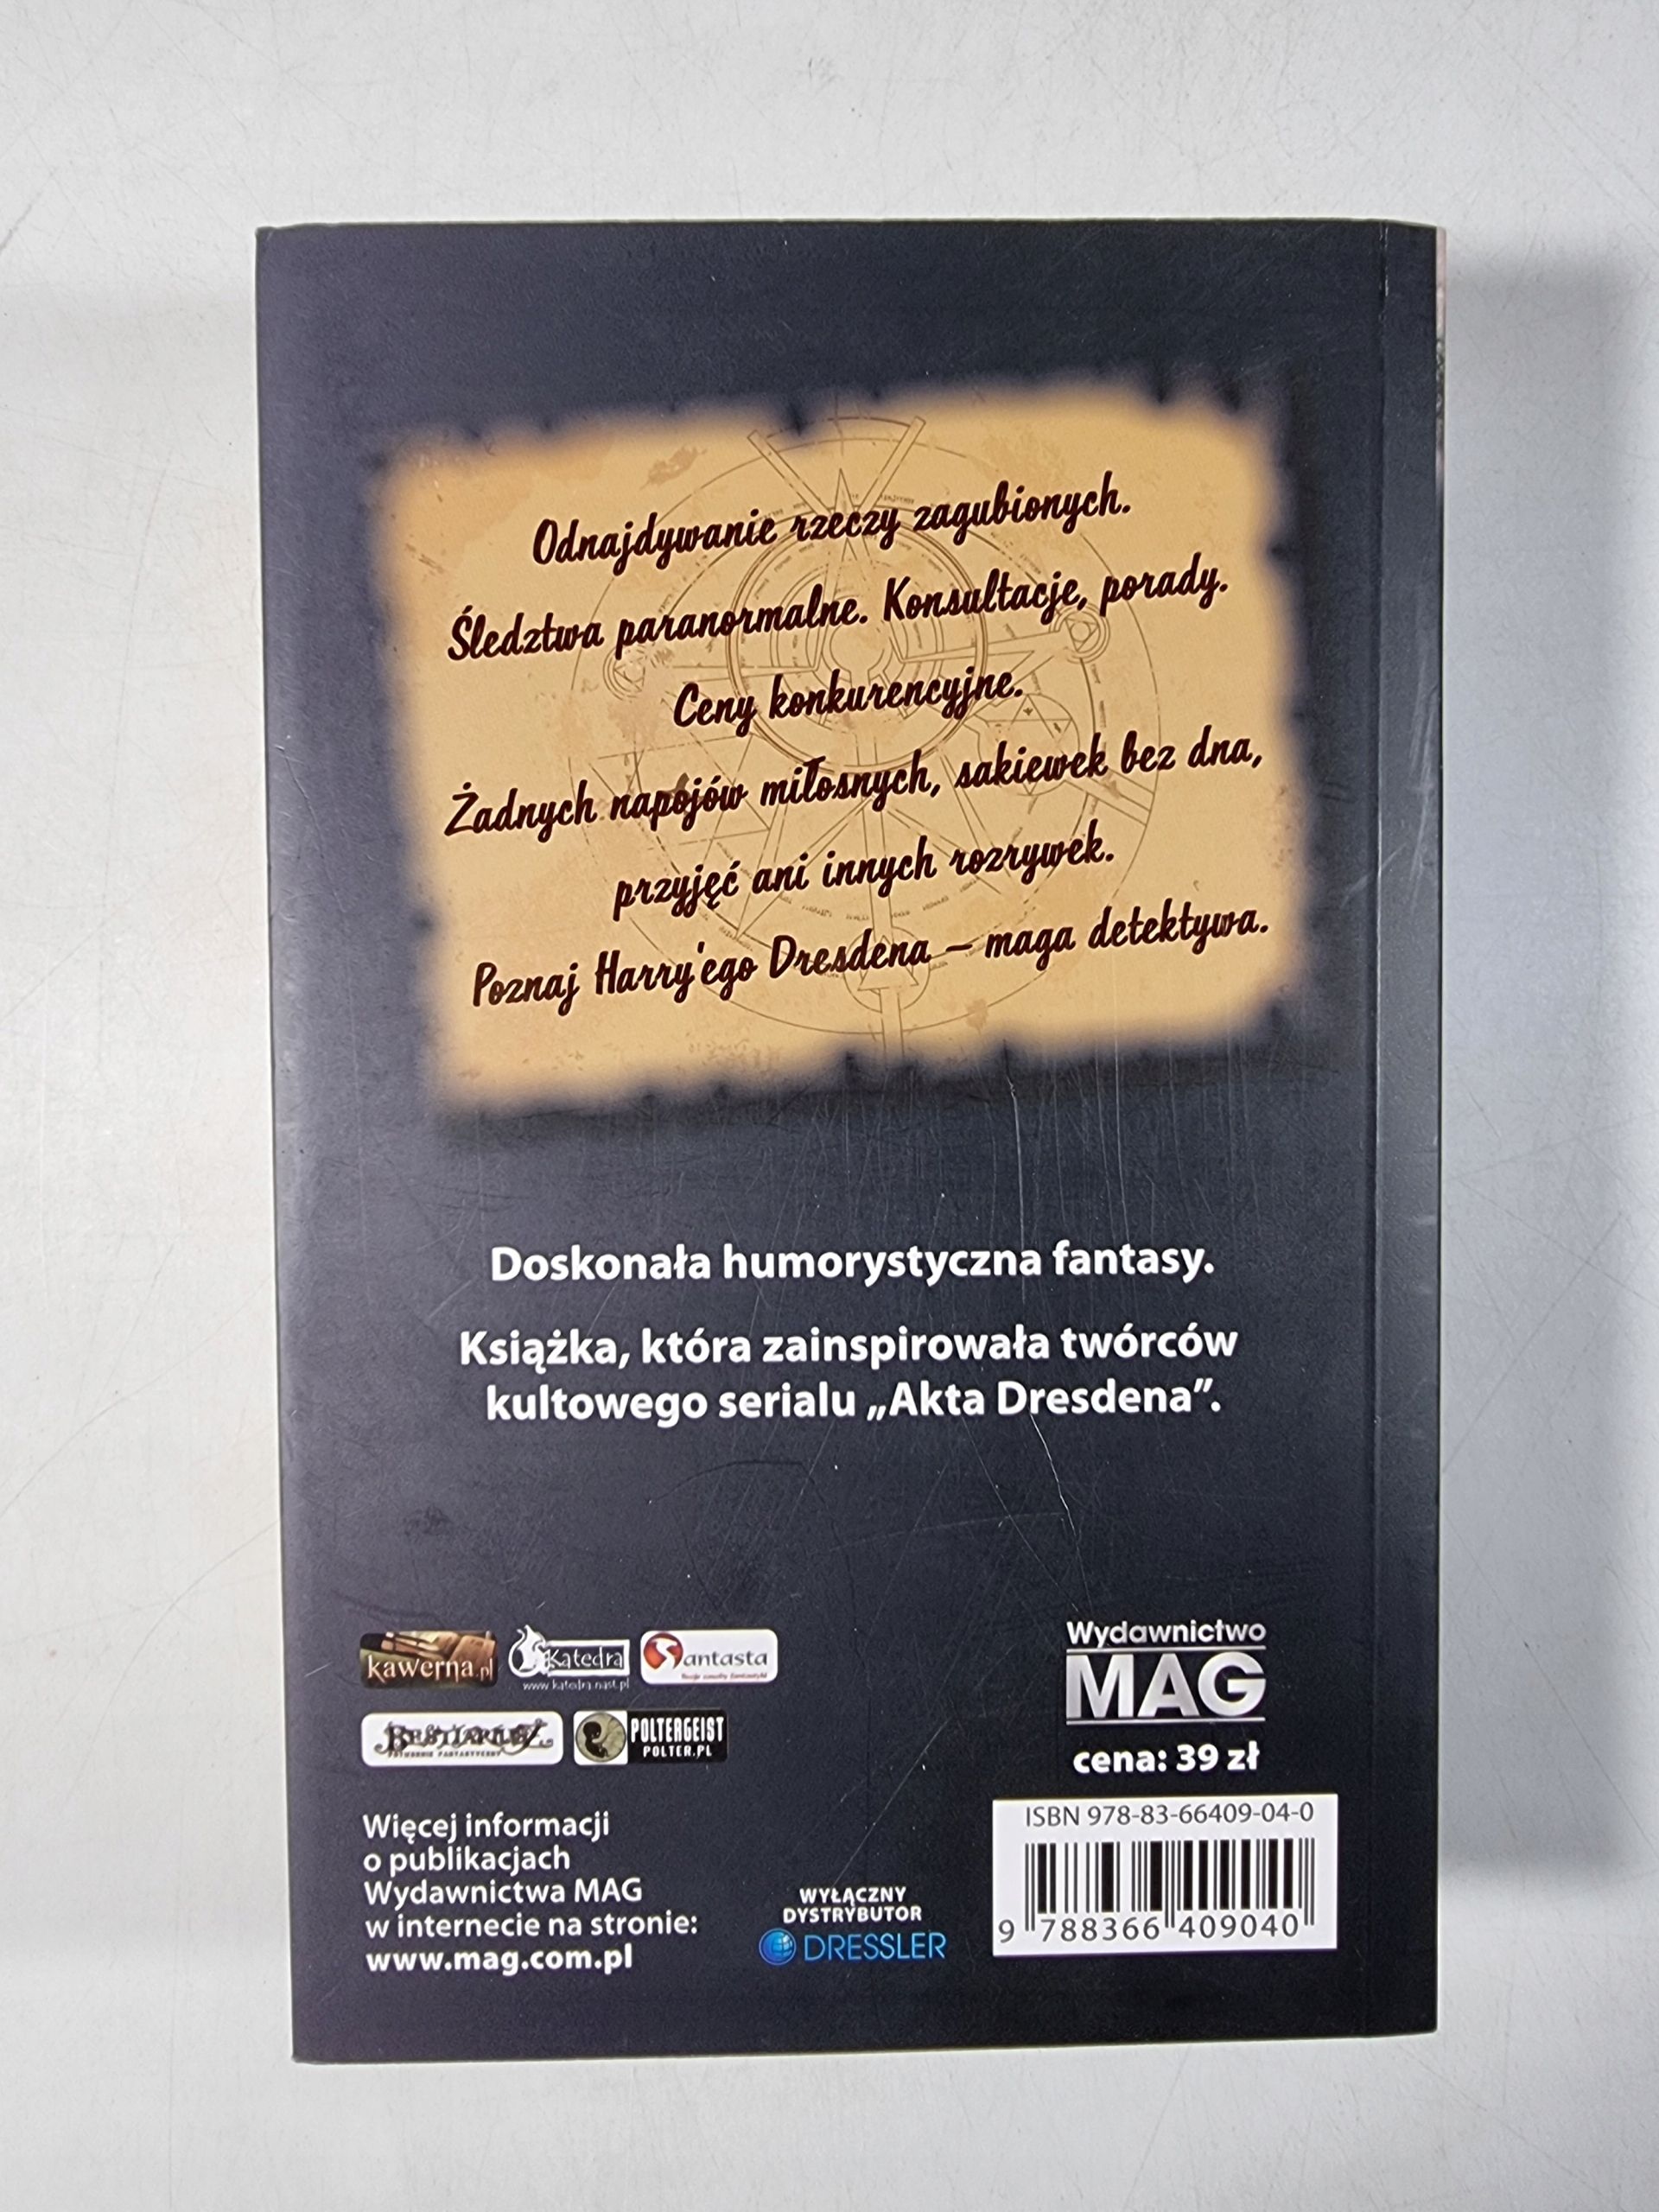 Odnajdywanie rzeczy zagubionych.
Śledztwa paranormalne. Konsultacje, porady.
Ceny konkurencyjne.
Żadnych napojów miłosnych, sakiewek bez dna,
przyjęć ani innych rozrywek.
Poznaj Harry'ego Dresdena – maga detektywa.
Doskonała humorystyczna fantasy.
Książka, która zainspirowała twórców
kultowego serialu „Akta Dresdena”.
kawerna.pl
Katedra
www.katedra.nast.pl
Fantasta
BESTIARIUSZ
POLTERGEIST
POLTER.PL
Więcej informacji
o publikacjach
Wydawnictwa MAG
w internecie na stronie:
www.mag.com.pl
WYŁĄCZNY
DYSTRYBUTOR
DRESSLER
Wydawnictwo
MAG
cena: 39 zł
ISBN 978-83-66409-04-0
9 788366 409040